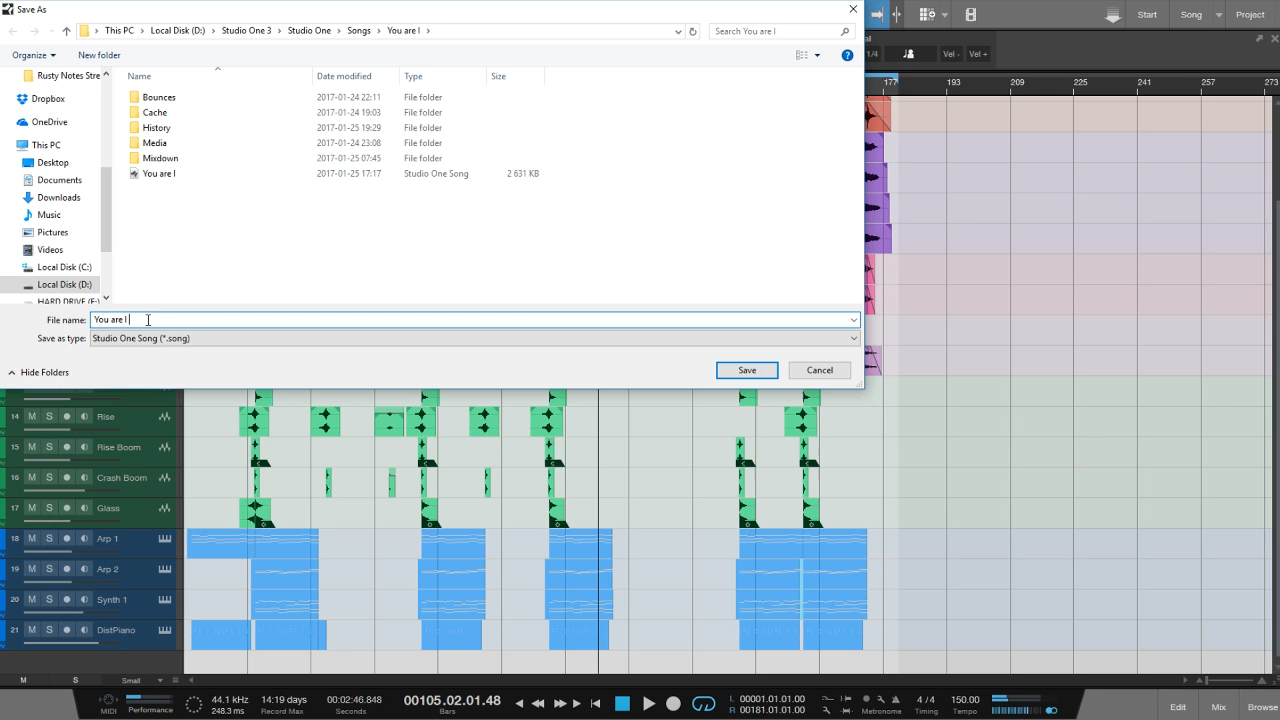 Save As
This PC > Local Disk (D:) > Studio One 3 > Studio One > Songs > You are I >
Search You are I
Start Song Project
Organize New folder
1/4 Vel - Vel +
Rusty Notes Stre
Name Date modified Type Size
177 193 209 225 241 257 273
Dropbox
OneDrive
This PC
Desktop
Documents
Downloads
Music
Pictures
Videos
Local Disk (C:)
Local Disk (D:)
HARD DRIVE (F:)
Bounces 2017-01-24 22:11 File folder
Cache 2017-01-24 19:03 File folder
History 2017-01-25 19:29 File folder
Media 2017-01-24 23:08 File folder
Mixdown 2017-01-25 07:45 File folder
You are I 2017-01-25 17:17 Studio One Song 2 631 KB
File name: You are I
Save as type: Studio One Song (*.song)
Hide Folders
Save Cancel
14 M S Rise
15 M S Rise Boom
16 M S Crash Boom
17 M S Glass
18 M S Arp 1
19 M S Arp 2
20 M S Synth 1
21 M S DistPiano
M S Small
MIDI Performance
44.1 kHz
248.3 ms
14:19 days
Record Max
00:02:46.848
Seconds
00105.02.01.48
Bars
L 00001.01.01.00
R 00181.01.01.00
Metronome
4 / 4
Timing
150.00
Tempo
Edit Mix Browse